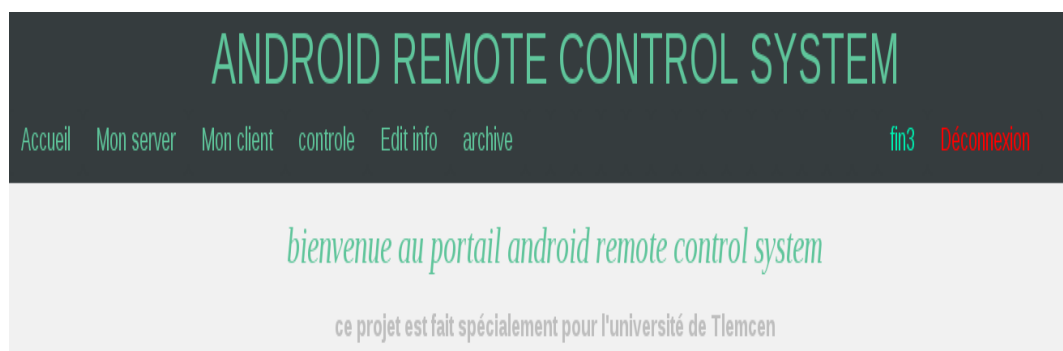 ANDROID REMOTE CONTROL SYSTEM
Accueil Mon server Mon client controle Edit info archive fin3 Déconnexion
bienvenue au portail android remote control system
ce projet est fait spécialement pour l'université de Tlemcen